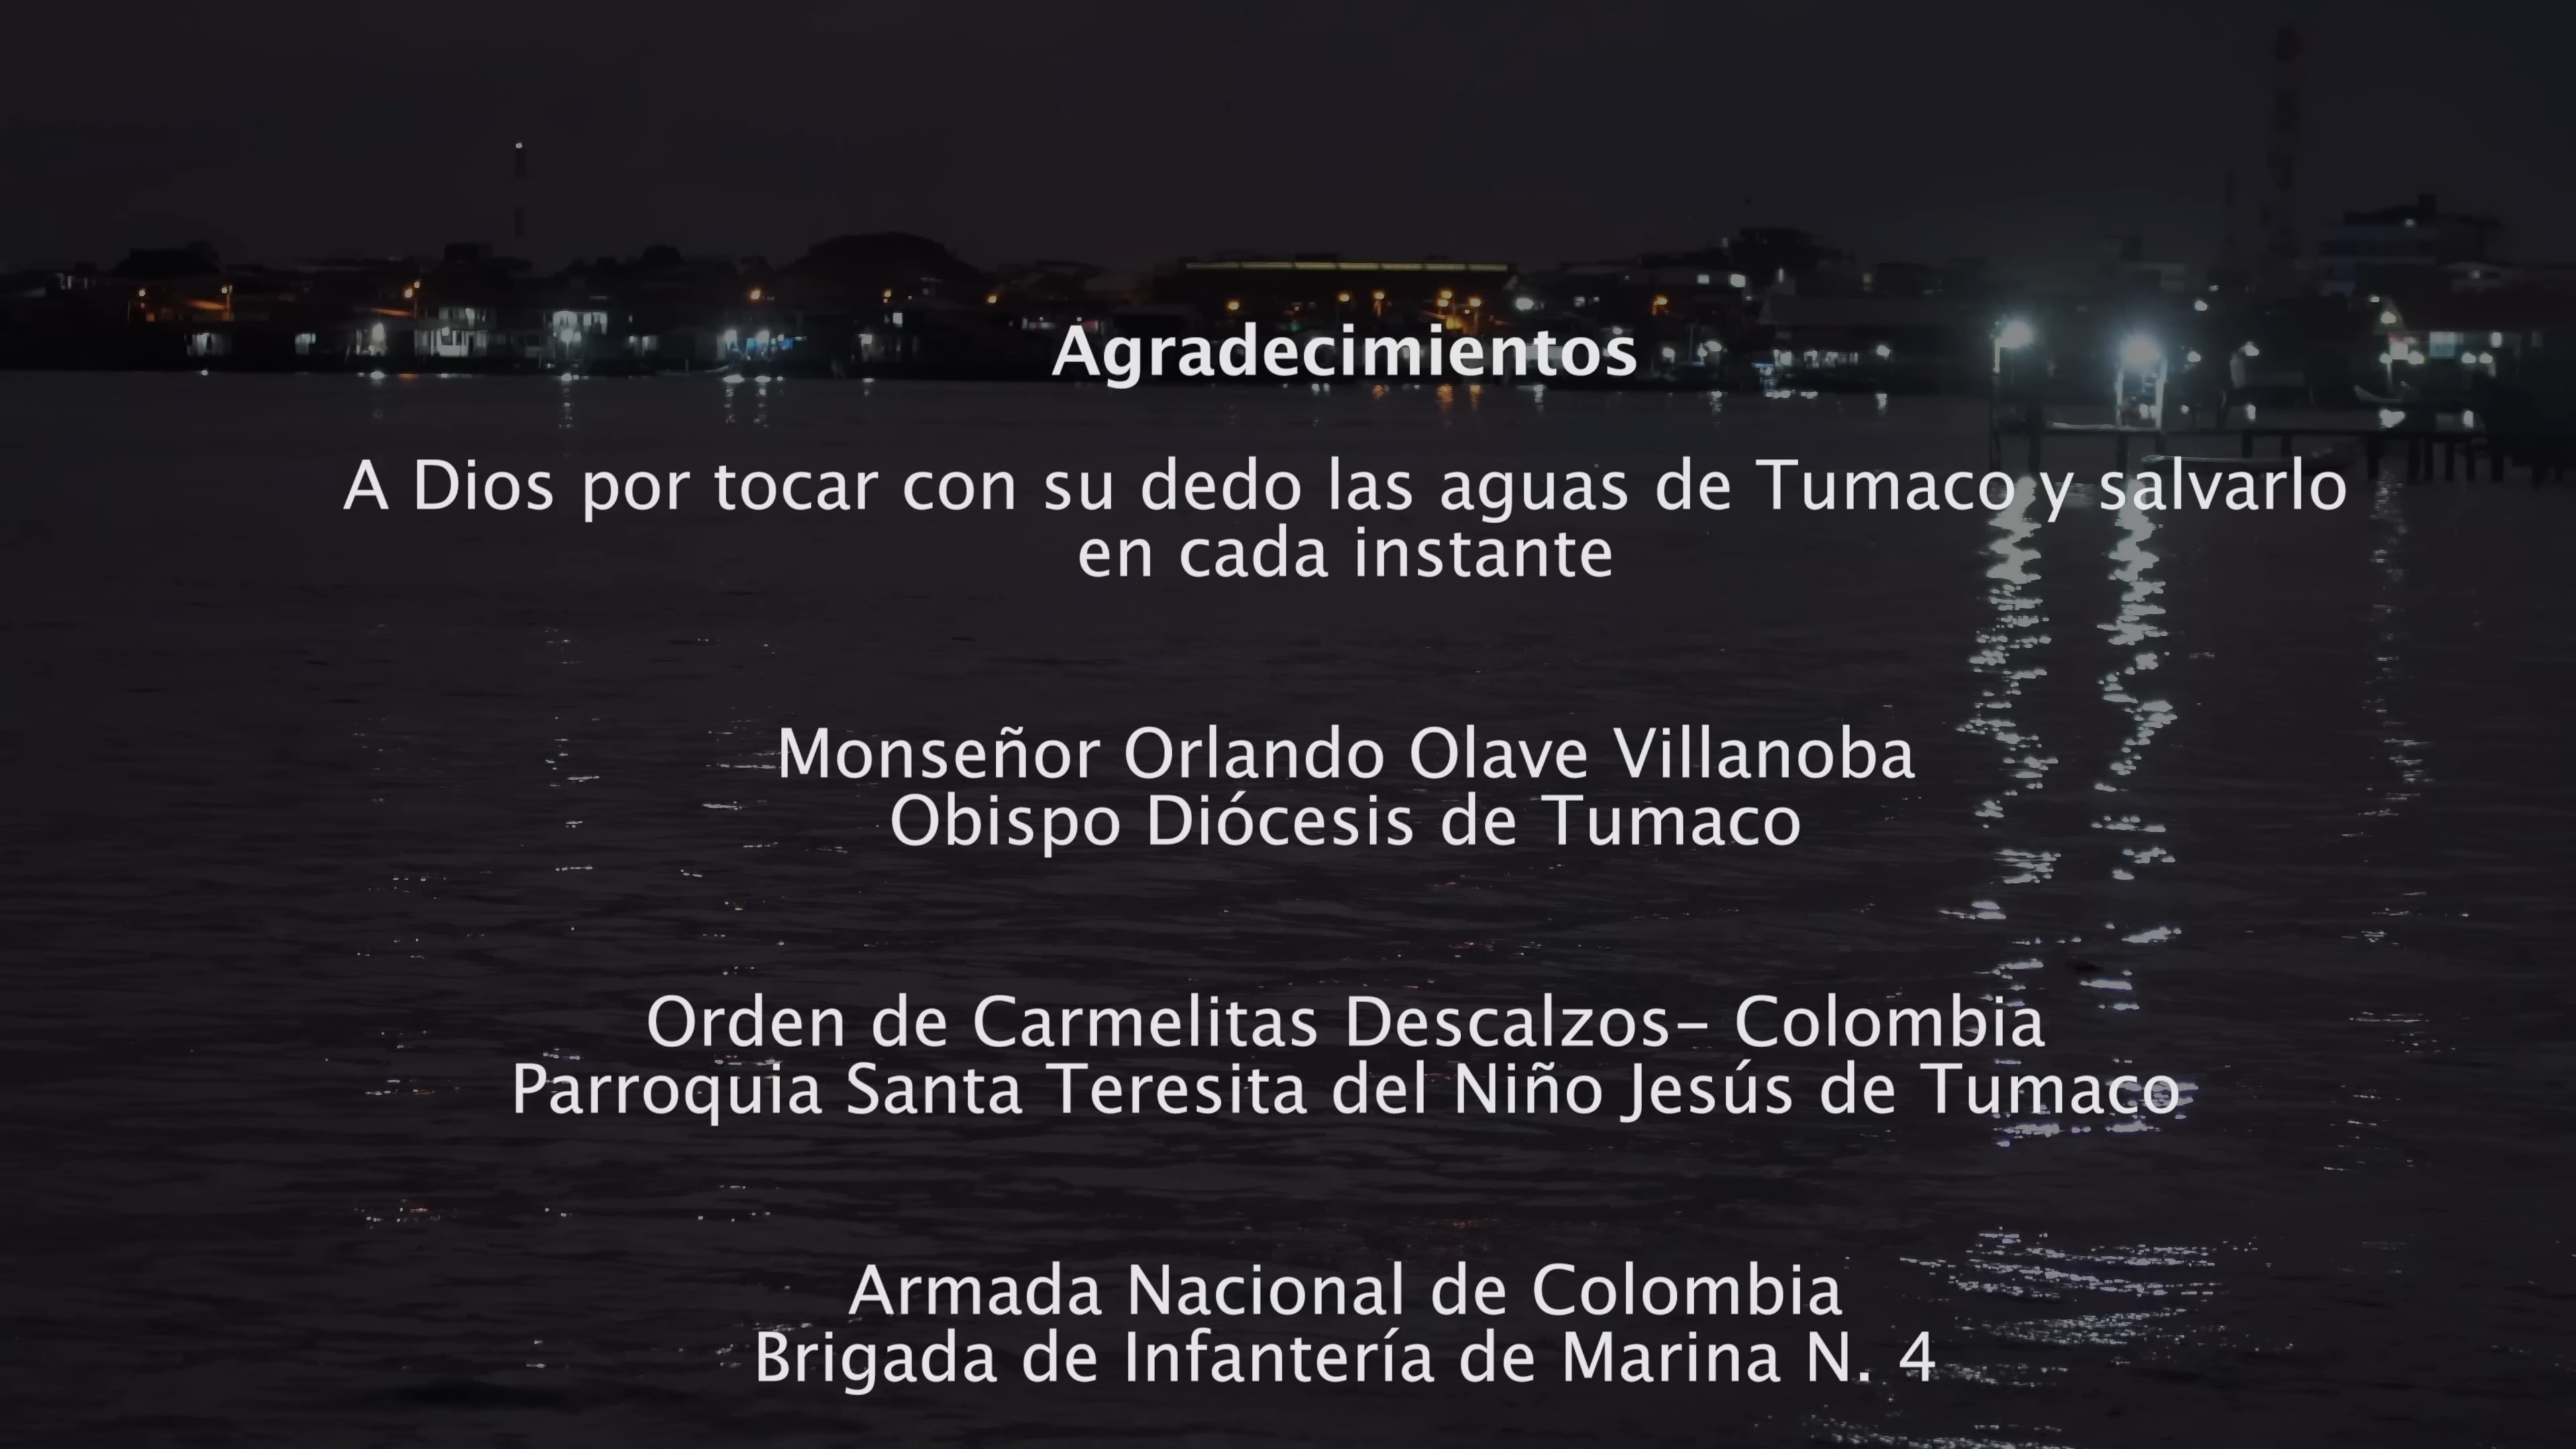 Agradecimientos
A Dios por tocar con su dedo las aguas de Tumaco y salvarlo
en cada instante
Monseñor Orlando Olave Villanoba
Obispo Diócesis de Tumaco
Orden de Carmelitas Descalzos– Colombia
Parroquia Santa Teresita del Niño Jesús de Tumaco
Armada Nacional de Colombia
Brigada de Infantería de Marina N. 4